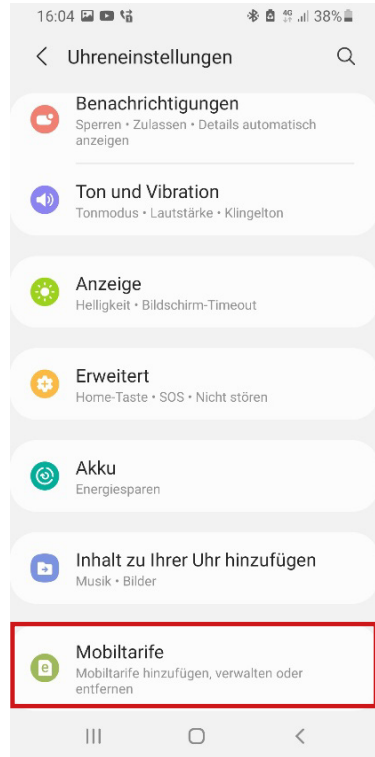 16:04 4G 38%
Uhreneinstellungen
Benachrichtigungen
Sperren • Zulassen • Details automatisch
anzeigen
Ton und Vibration
Tonmodus • Lautstärke • Klingelton
Anzeige
Helligkeit • Bildschirm-Timeout
Erweitert
Home-Taste • SOS • Nicht stören
Akku
Energiesparen
Inhalt zu Ihrer Uhr hinzufügen
Musik • Bilder
Mobiltarife
Mobiltarife hinzufügen, verwalten oder
entfernen